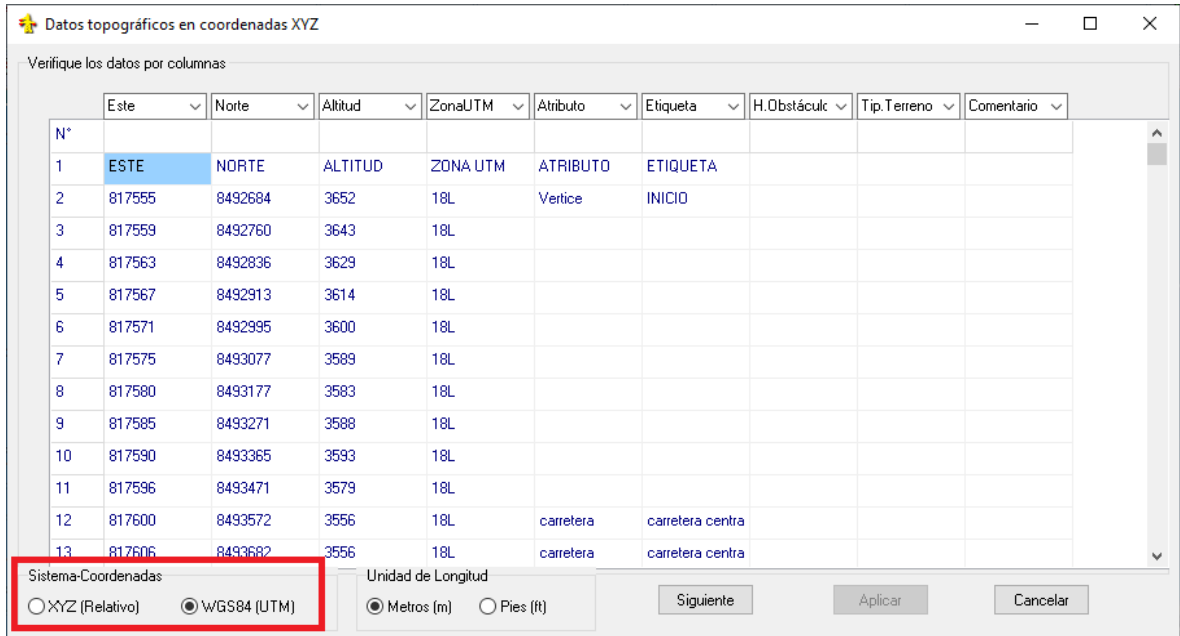 Datos topográficos en coordenadas XYZ
Verifique los datos por columnas
Este Norte Altitud ZonaUTM Atributo Etiqueta H.Obstáculc Tip.Terreno Comentario
N°
1 ESTE NORTE ALTITUD ZONA UTM ATRIBUTO ETIQUETA
2 817555 8492684 3652 18L Vertice INICIO
3 817559 8492760 3643 18L
4 817563 8492836 3629 18L
5 817567 8492913 3614 18L
6 817571 8492995 3600 18L
7 817575 8493077 3589 18L
8 817580 8493177 3583 18L
9 817585 8493271 3588 18L
10 817590 8493365 3593 18L
11 817596 8493471 3579 18L
12 817600 8493572 3556 18L carretera carretera centra
13 817606 8493682 3556 18L carretera carretera centra
Sistema-Coordenadas Unidad de Longitud
XYZ (Relativo) WGS84 (UTM) Metros (m) Pies (ft) Siguiente Aplicar Cancelar